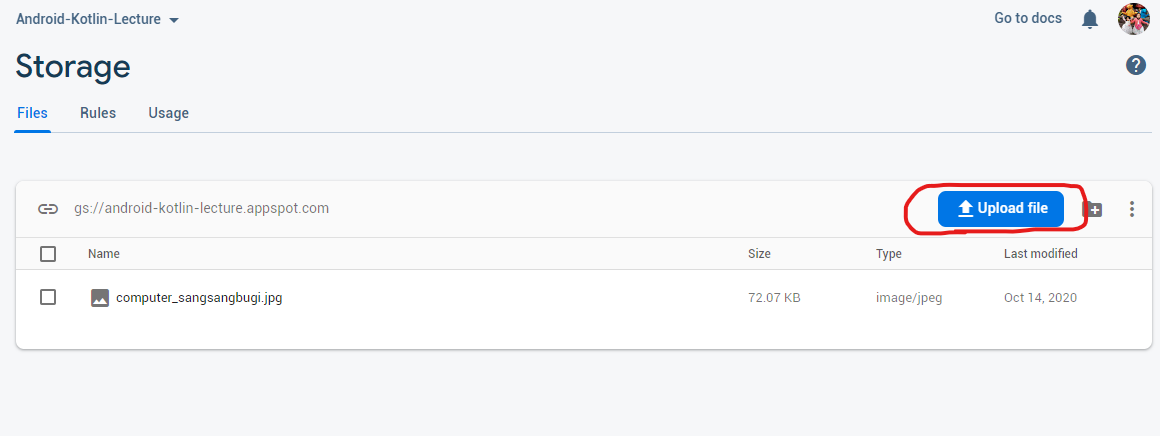 Android-Kotlin-Lecture Go to docs
Storage
Files Rules Usage
gs://android-kotlin-lecture.appspot.com Upload file
Name Size Type Last modified
computer_sangsangbugi.jpg 72.07 KB image/jpeg Oct 14, 2020